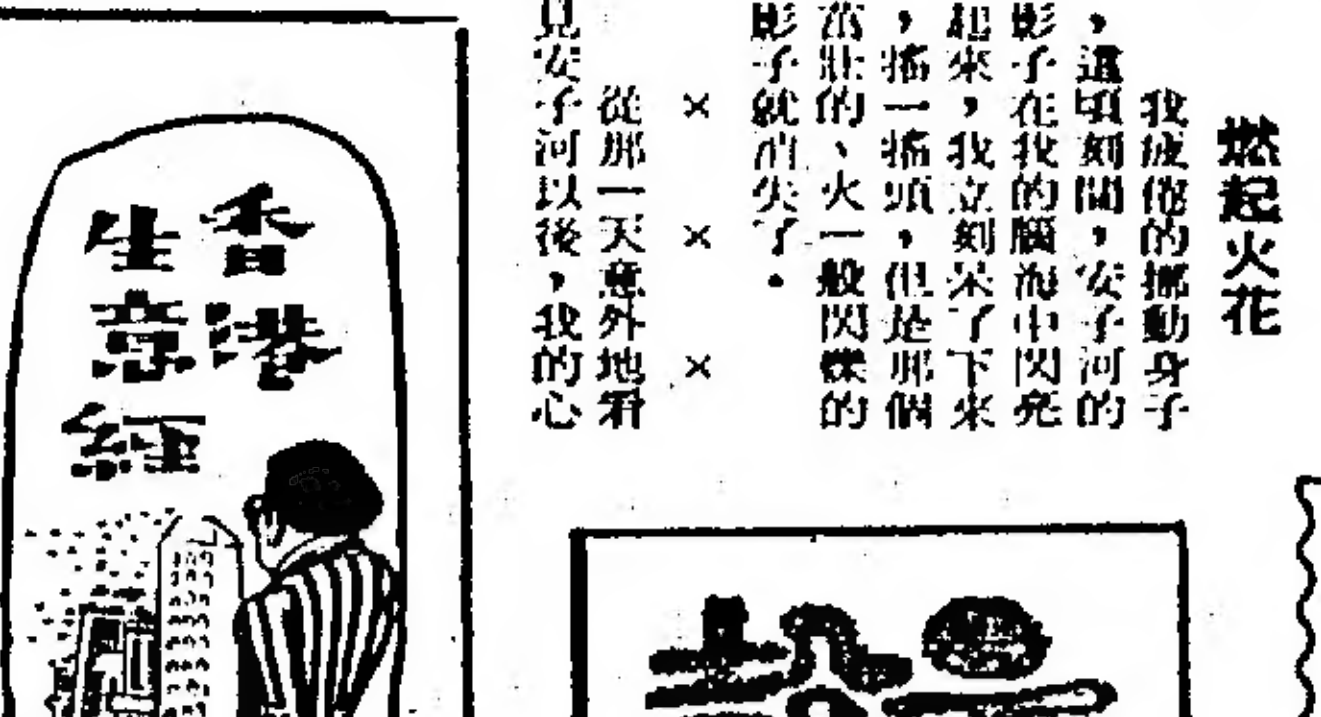 燃起火花
我疲倦的挪動身子
，這頃刻間，安子河的
影子在我的腦海中閃亮
起來，我立刻呆了下來
，搖一搖頭，但是那個
壯的、火一般閃爍的
影子就消失了。
× × ×
從那一天意外地看
見安子河以後，我的心
香港
生意
經